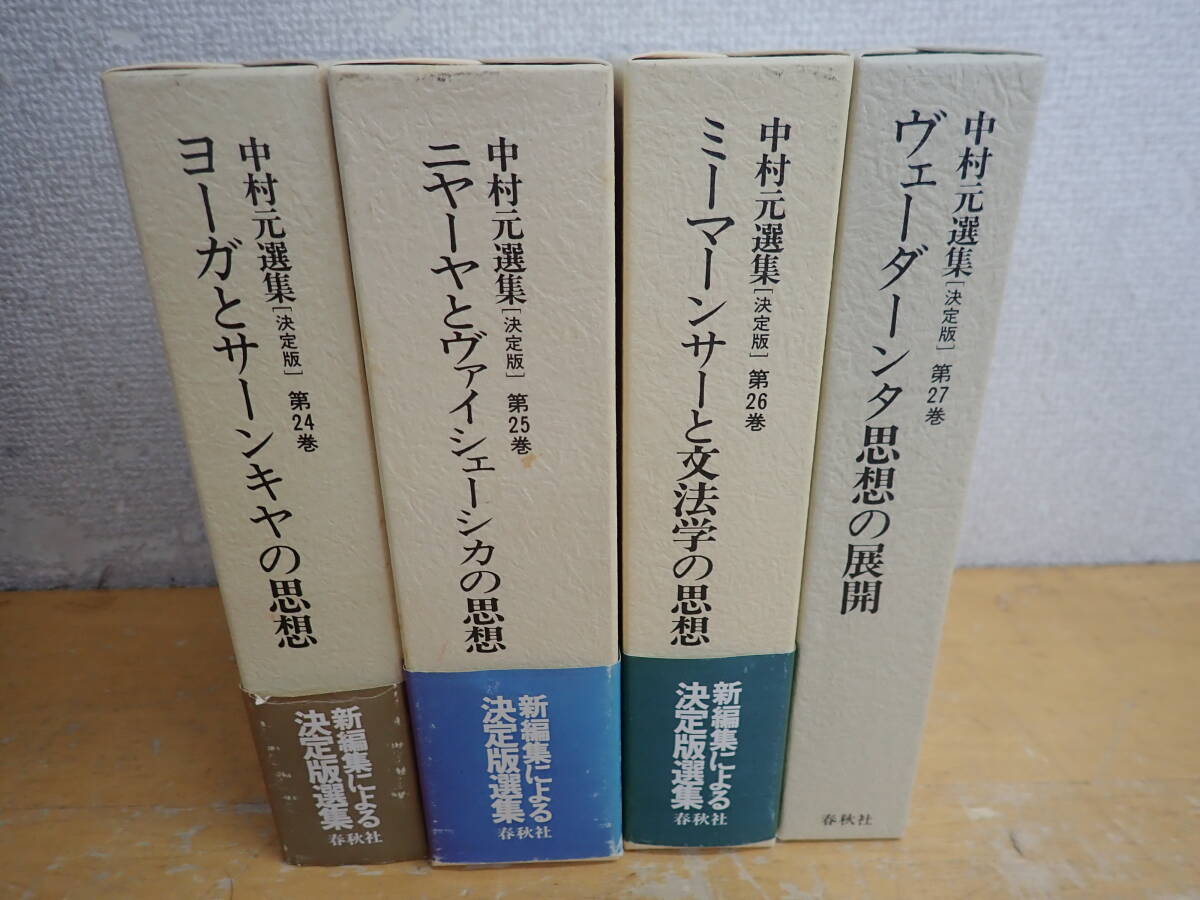 中村元選集[決定版] 第24巻
ヨーガとサーンキヤの思想
新編集による
決定版選集
春秋社
中村元選集[決定版] 第25巻
ニヤーヤとヴァイシェーシカの思想
新編集による
決定版選集
春秋社
中村元選集[決定版] 第26巻
ミーマーンサーと文法学の思想
新編集による
決定版選集
春秋社
中村元選集[決定版] 第27巻
ヴェーダーンタ思想の展開
春秋社